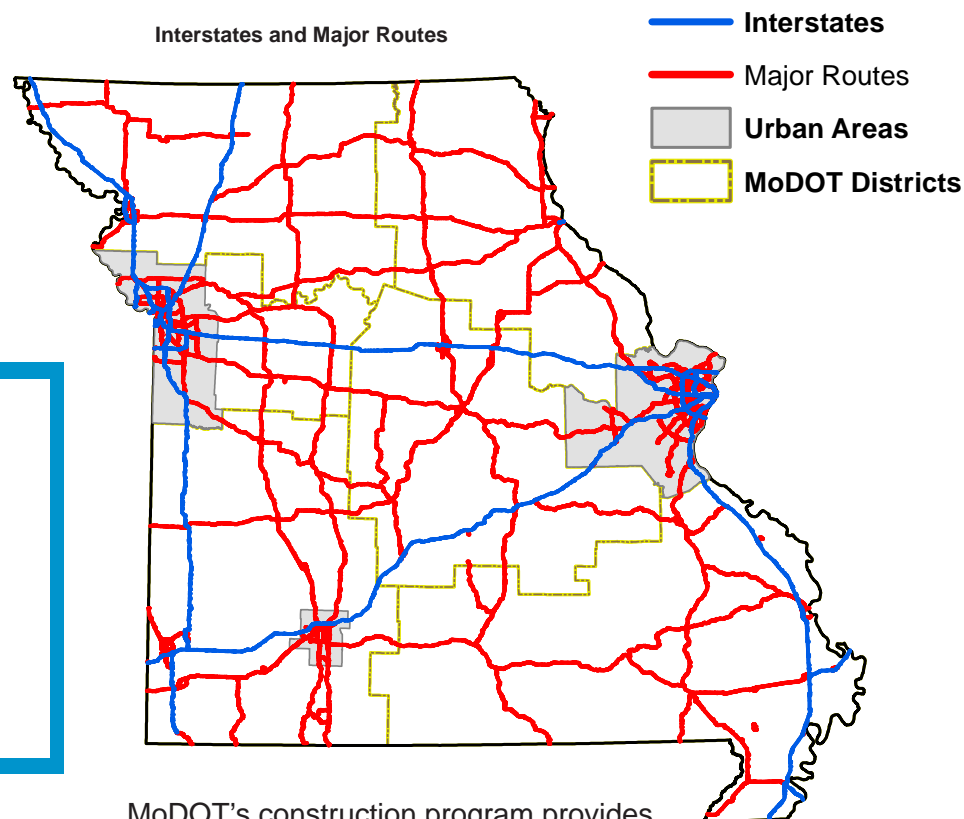 Interstates and Major Routes
Interstates
Major Routes
Urban Areas
MoDOT Districts
MoDOT's construction program provides